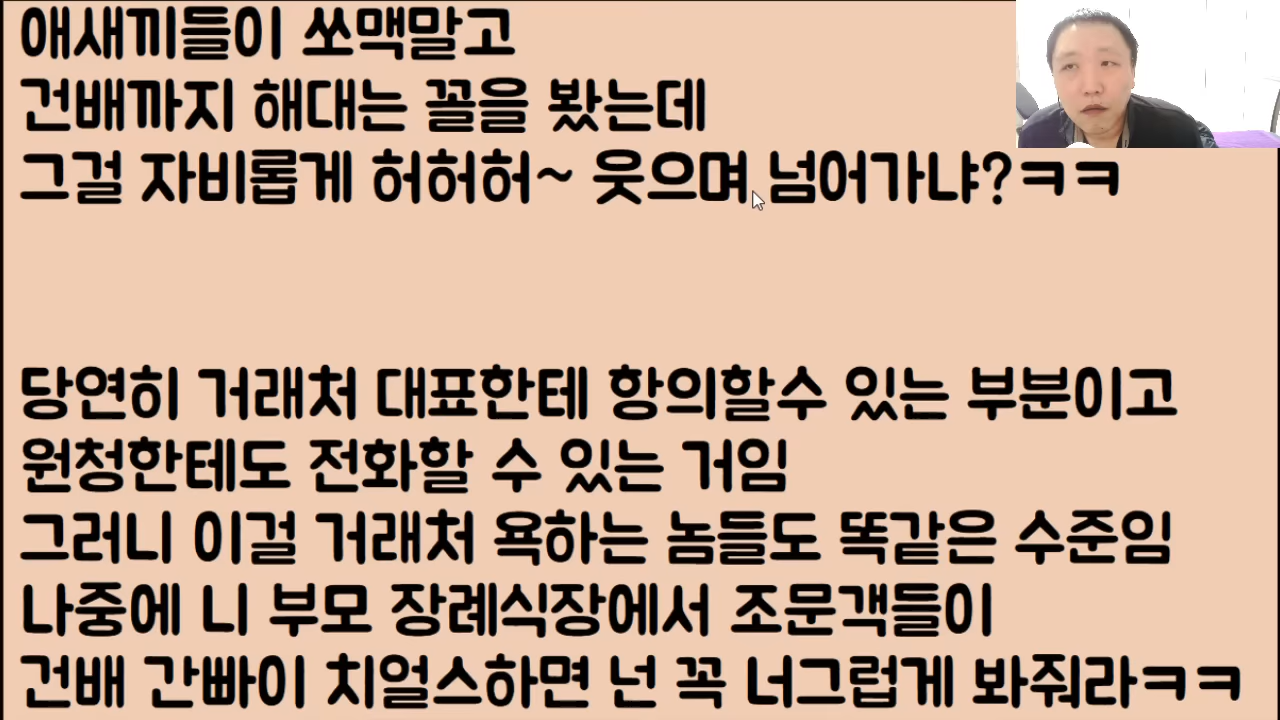 애새끼들이 쏘맥말고
건배까지 해대는 꼴을 봤는데
그걸 자비롭게 허허허~ 웃으며 넘어가냐?ㅋㅋ
당연히 거래처 대표한테 항의할수 있는 부분이고
원청한테도 전화할 수 있는 거임
그러니 이걸 거래처 욕하는 놈들도 똑같은 수준임
나중에 니 부모 장례식장에서 조문객들이
건배 간빠이 치얼스하면 넌 꼭 너그럽게 봐줘라ㅋㅋ